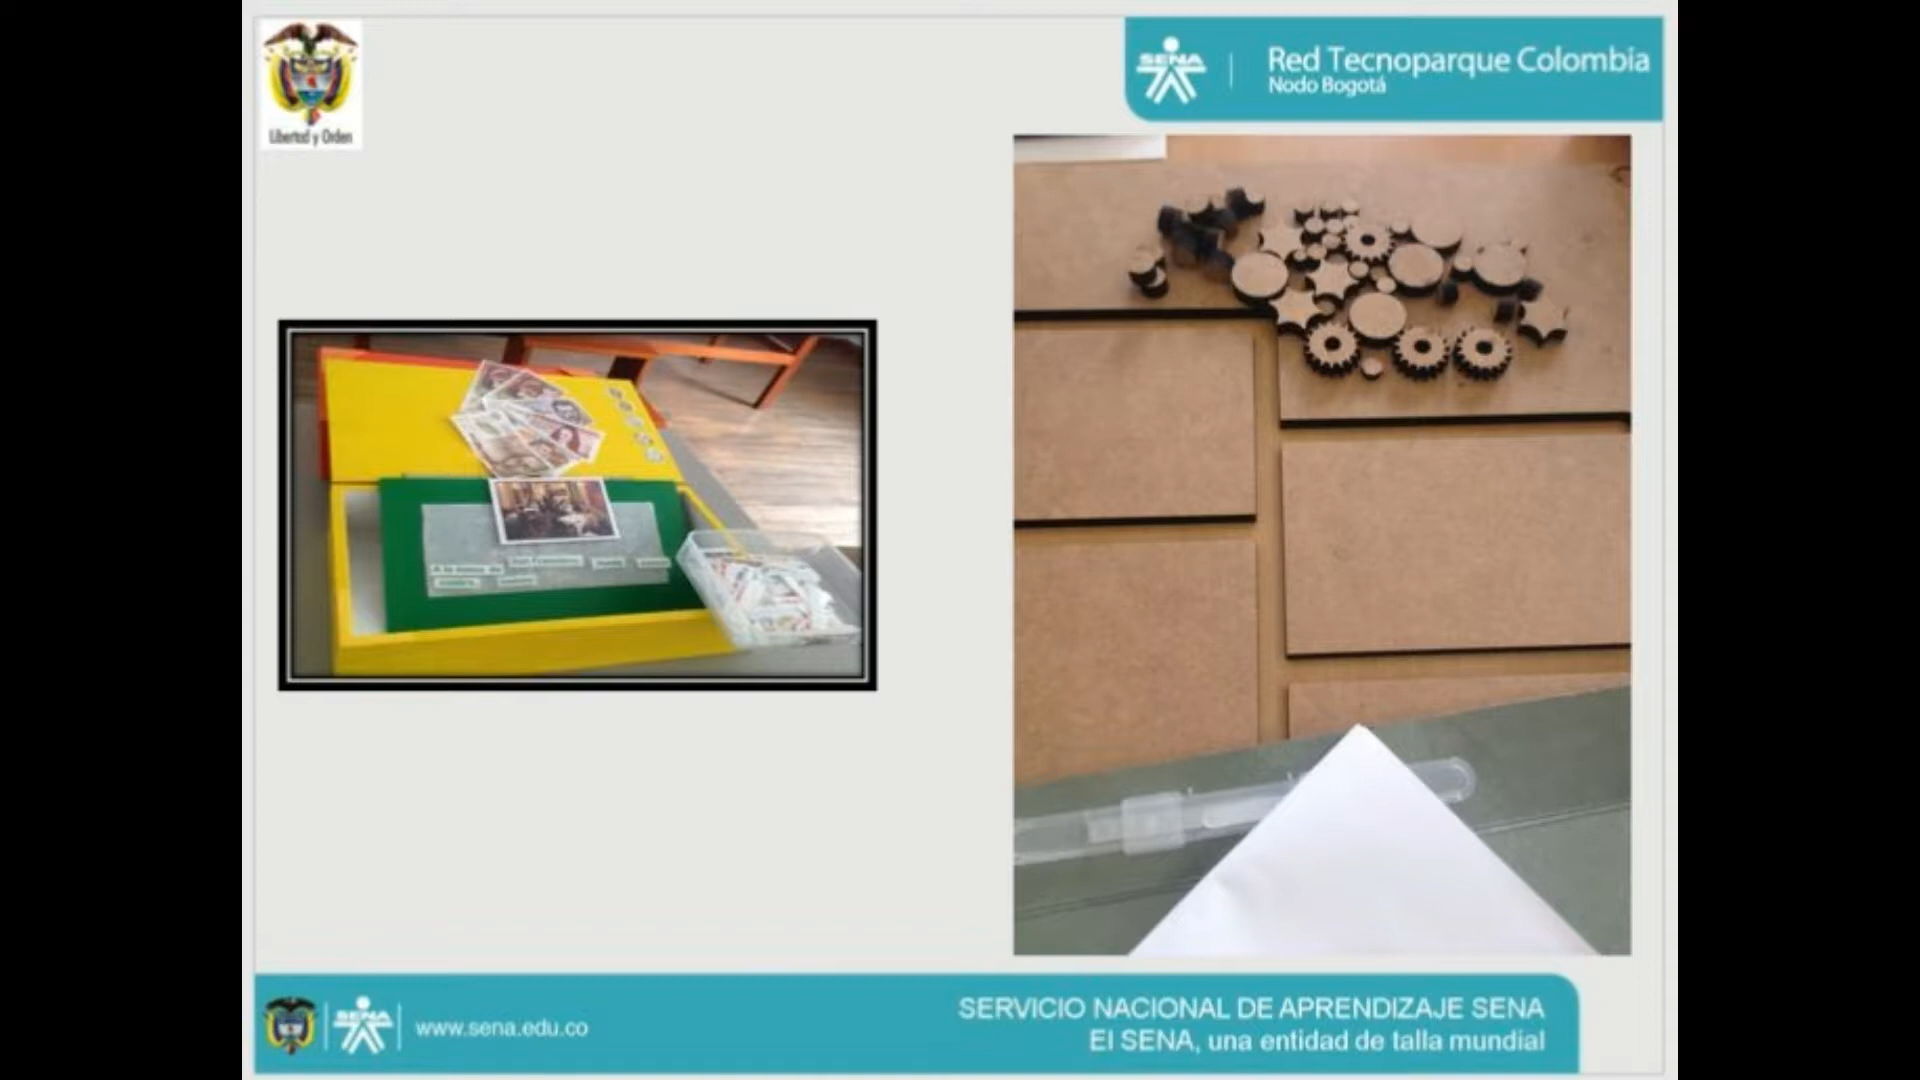 Libertad y Orden
SENA
Red Tecnoparque Colombia
Nodo Bogotá
SENA
www.sena.edu.co
SERVICIO NACIONAL DE APRENDIZAJE SENA
El SENA, una entidad de talla mundial